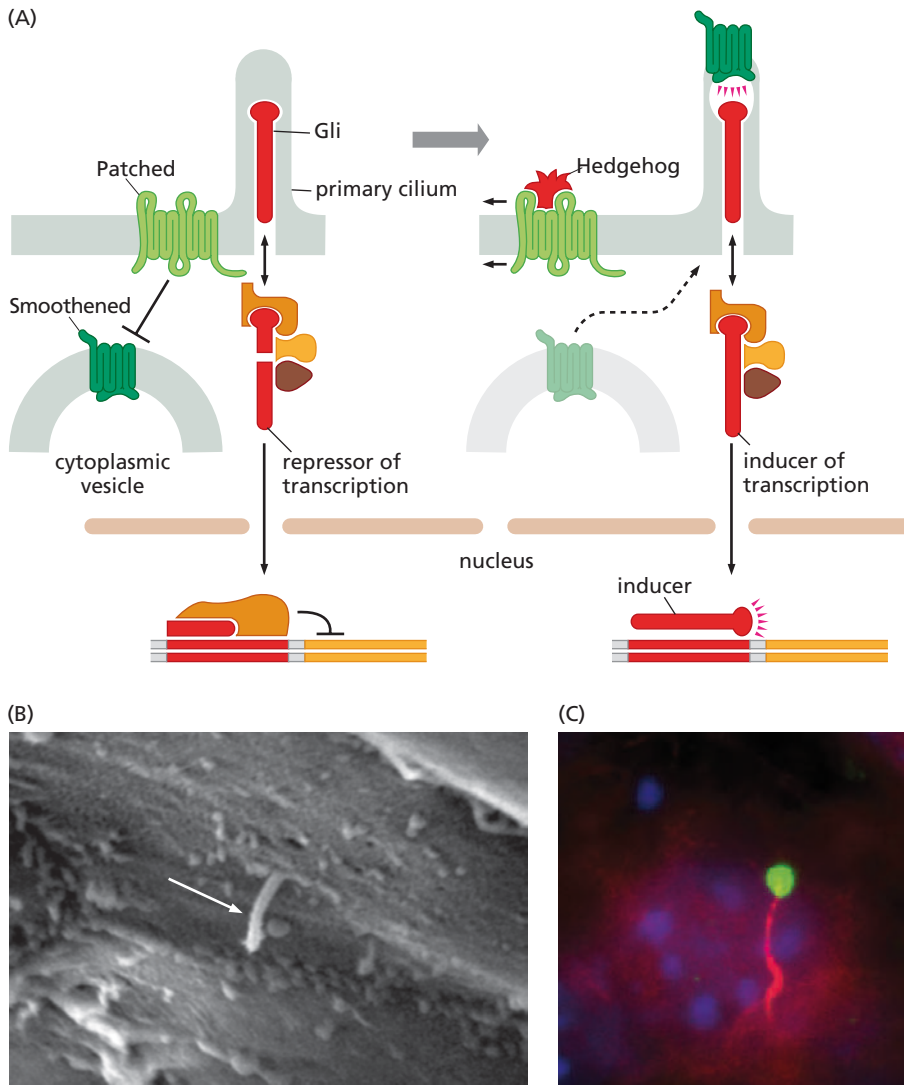 (A)
Gli
Patched
primary cilium
Hedgehog
Smoothened
cytoplasmic
vesicle
repressor of
transcription
inducer of
transcription
nucleus
inducer
(B)
(C)